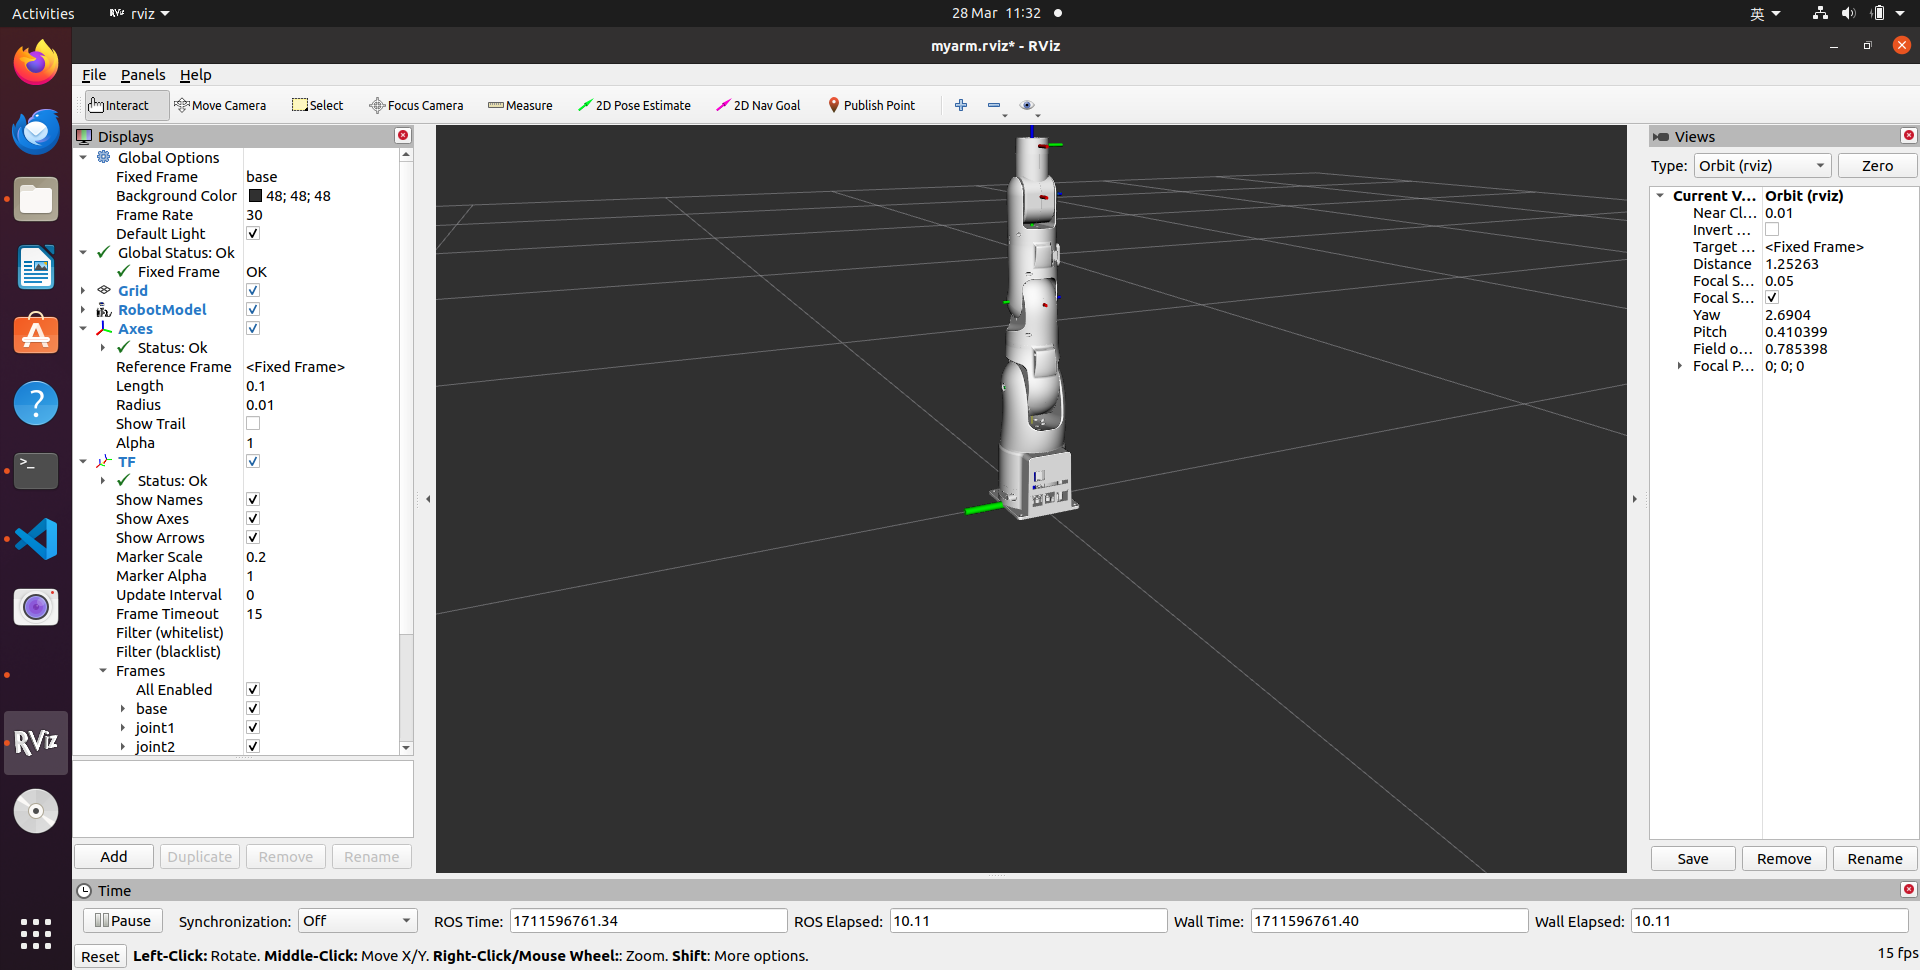 Activities rviz 28 Mar 11:32 英
myarm.rviz* - RViz
File Panels Help
Interact Move Camera Select Focus Camera Measure 2D Pose Estimate 2D Nav Goal Publish Point
Displays
Global Options
Fixed Frame base
Background Color 48; 48; 48
Frame Rate 30
Default Light
Global Status: Ok
Fixed Frame OK
Grid
RobotModel
Axes
Status: Ok
Reference Frame <Fixed Frame>
Length 0.1
Radius 0.01
Show Trail
Alpha 1
TF
Status: Ok
Show Names
Show Axes
Show Arrows
Marker Scale 0.2
Marker Alpha 1
Update Interval 0
Frame Timeout 15
Filter (whitelist)
Filter (blacklist)
Frames
All Enabled
base
joint1
joint2
Add Duplicate Remove Rename
RViz
Views
Type: Orbit (rviz) Zero
Current V... Orbit (rviz)
Near Cl... 0.01
Invert ...
Target ... <Fixed Frame>
Distance 1.25263
Focal S... 0.05
Focal S...
Yaw 2.6904
Pitch 0.410399
Field o... 0.785398
Focal P... 0; 0; 0
Save Remove Rename
Time
Pause Synchronization: Off ROS Time: 1711596761.34 ROS Elapsed: 10.11 Wall Time: 1711596761.40 Wall Elapsed: 10.11
Reset Left-Click: Rotate. Middle-Click: Move X/Y. Right-Click/Mouse Wheel:: Zoom. Shift: More options. 15 fps